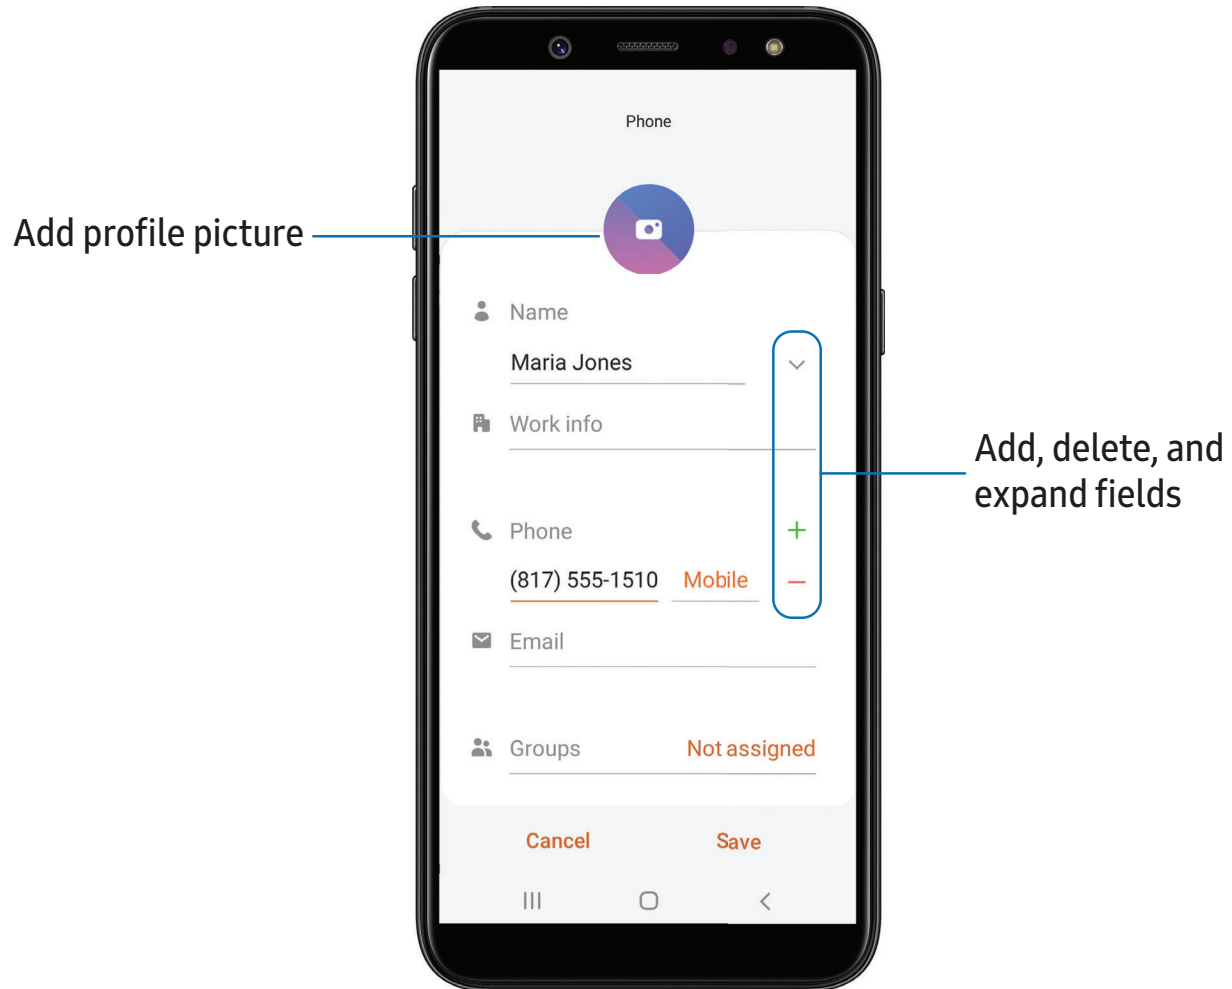 Phone
Add profile picture
Name
Maria Jones
Work info
Add, delete, and
expand fields
Phone
(817) 555-1510 Mobile
Email
Groups Not assigned
Cancel Save